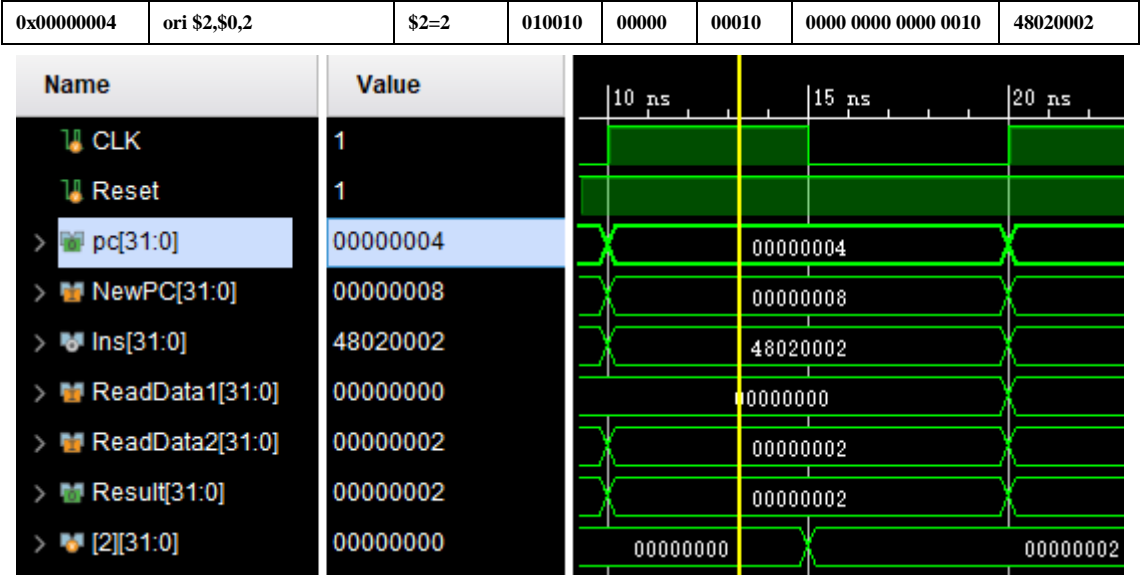 0x00000004 ori $2,$0,2 $2=2 010010 00000 00010 0000 0000 0000 0010 48020002
Name Value 10 ns 15 ns 20 ns
CLK 1
Reset 1
pc[31:0] 00000004 00000004
NewPC[31:0] 00000008 00000008
Ins[31:0] 48020002 48020002
ReadData1[31:0] 00000000 00000000
ReadData2[31:0] 00000002 00000002
Result[31:0] 00000002 00000002
[2][31:0] 00000000 00000000 00000002